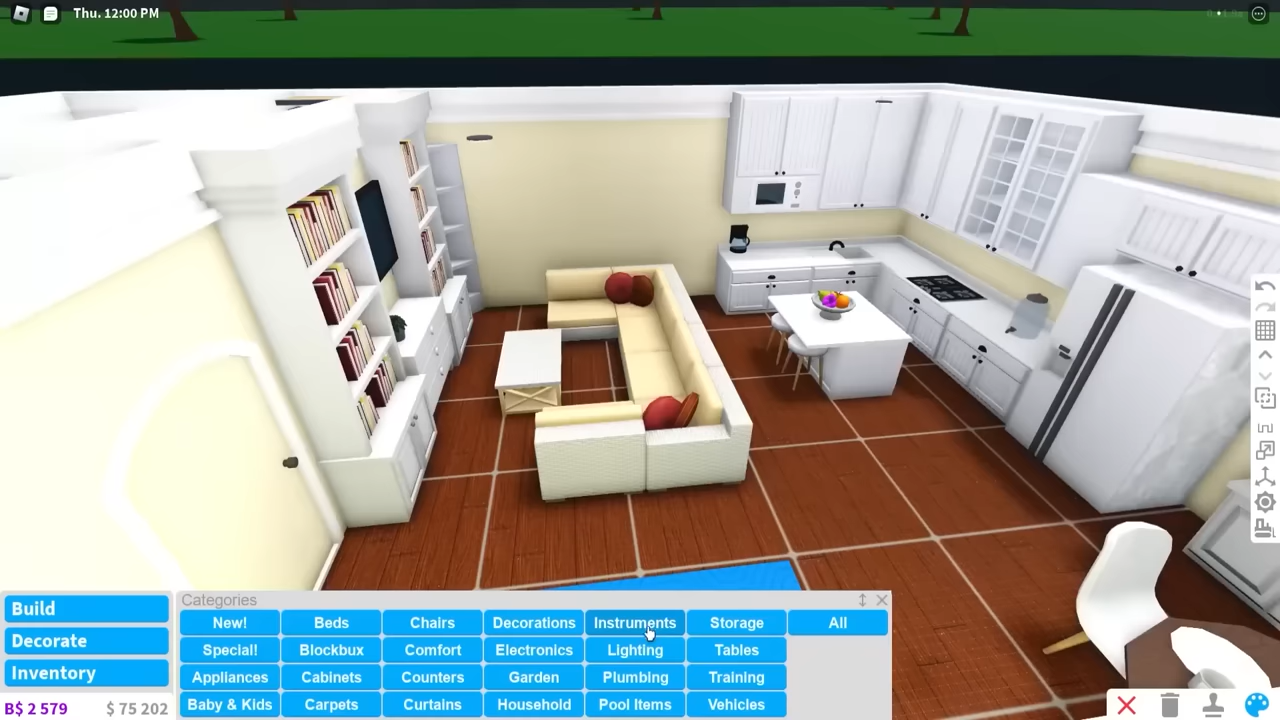 Thu. 12:00 PM
Build
Decorate
Inventory
B$ 2 579
$ 75 202
Categories
New!
Beds
Chairs
Decorations
Instruments
Storage
All
Special!
Blockbux
Comfort
Electronics
Lighting
Tables
Appliances
Cabinets
Counters
Garden
Plumbing
Training
Baby & Kids
Carpets
Curtains
Household
Pool Items
Vehicles